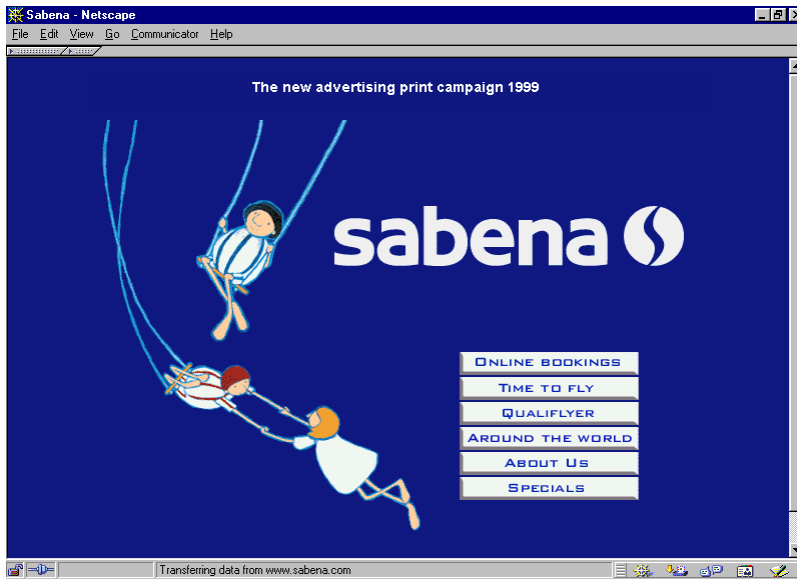 Sabena - Netscape
File Edit View Go Communicator Help
The new advertising print campaign 1999
sabena
ONLINE BOOKINGS
TIME TO FLY
QUALIFLYER
AROUND THE WORLD
ABOUT US
SPECIALS
Transferring data from www.sabena.com